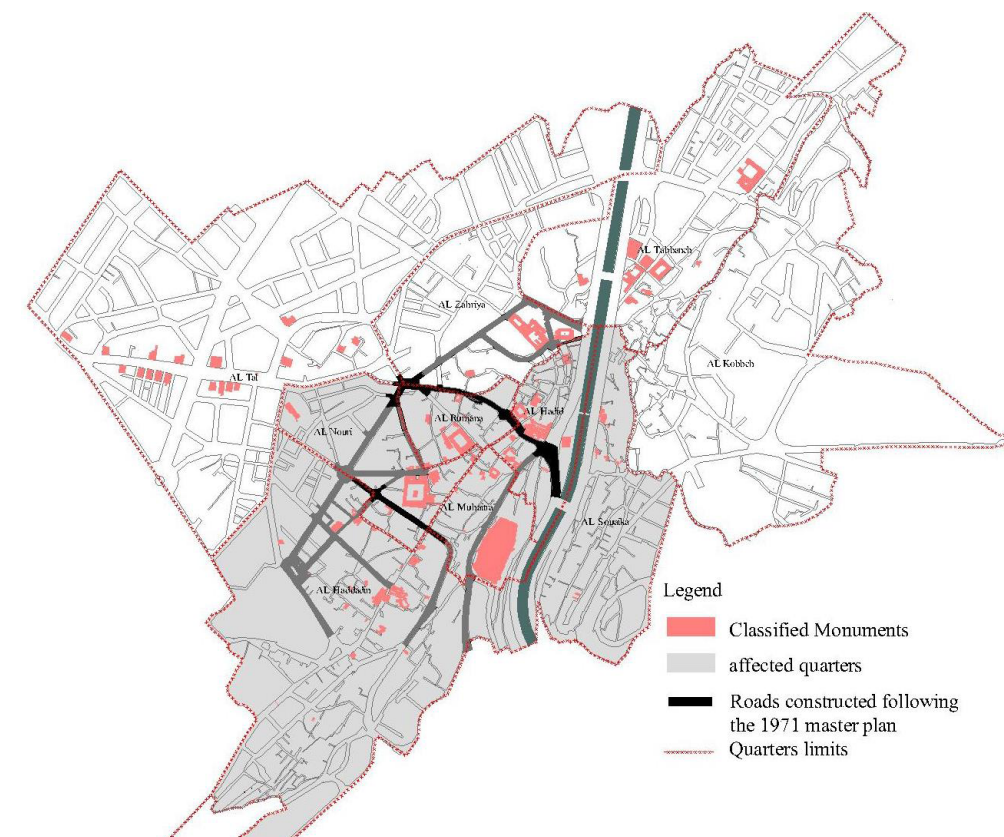 AL Tabbaneh
AL Zahriya
AL Kobbeh
AL Tal
AL Rumana
AL Hadid
AL Nouri
AL Muhatra
AL Souaika
AL Haddadin
Legend
Classified Monuments
affected quarters
Roads constructed following
the 1971 master plan
Quarters limits